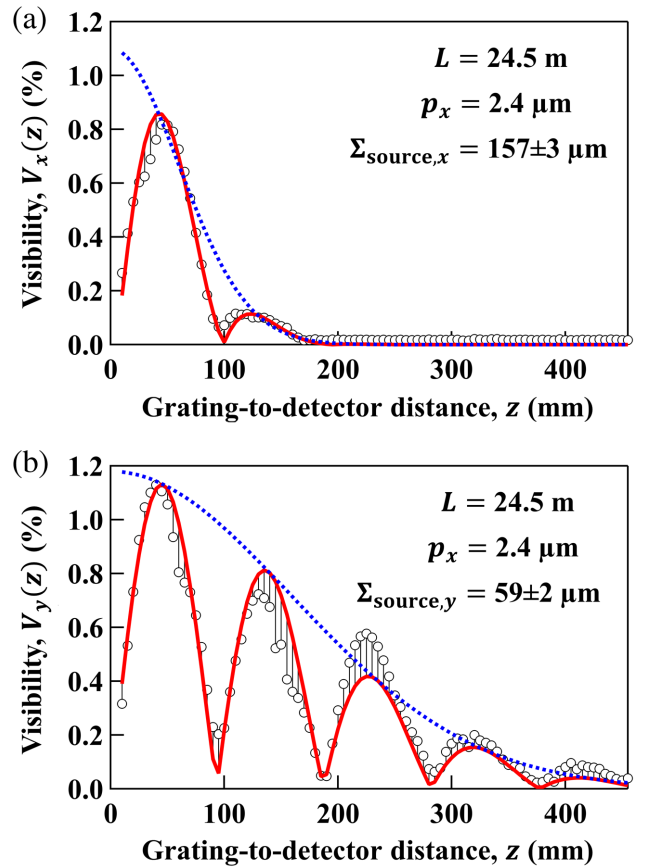 (a)
1.2
1.0
0.8
0.6
0.4
0.2
0.0
Visibility, Vₓ(z) (%)
L = 24.5 m
pₓ = 2.4 μm
Σsource,x = 157±3 μm
0 100 200 300 400
Grating-to-detector distance, z (mm)
(b)
1.2
1.0
0.8
0.6
0.4
0.2
0.0
Visibility, Vy(z) (%)
L = 24.5 m
pₓ = 2.4 μm
Σsource,y = 59±2 μm
0 100 200 300 400
Grating-to-detector distance, z (mm)